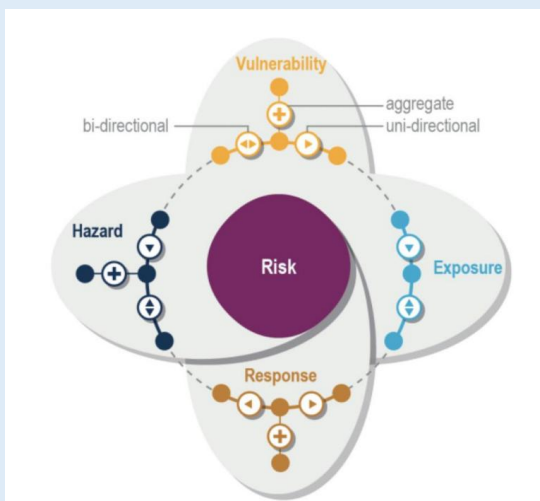 Vulnerability
aggregate
bi-directional
uni-directional
Hazard
Risk
Exposure
Response